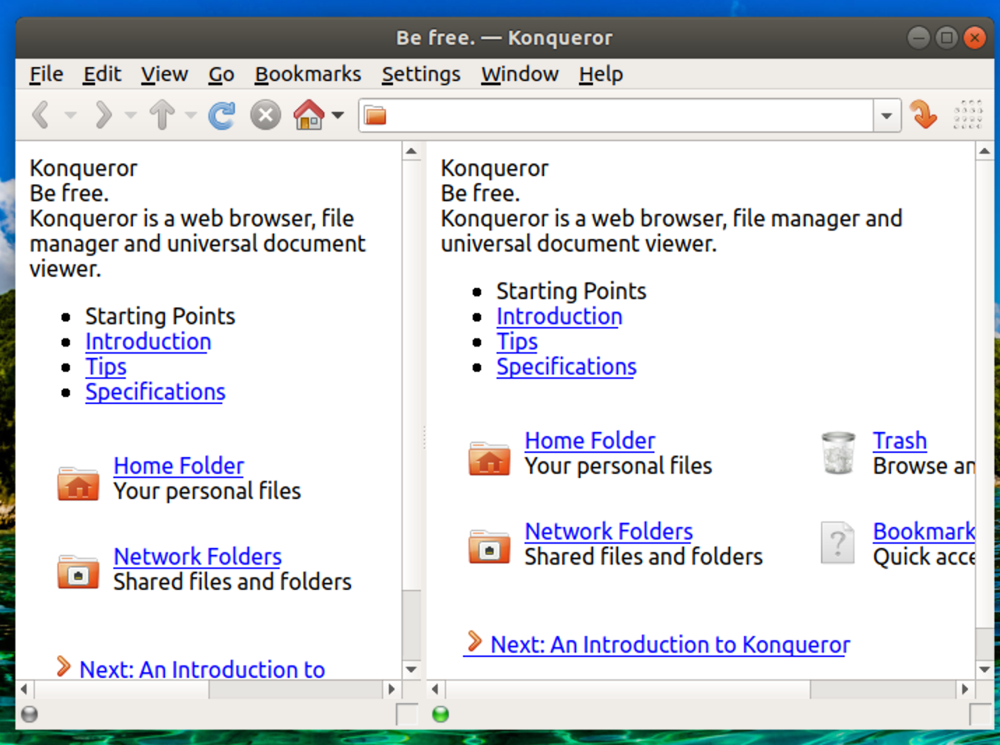 Be free. — Konqueror
File Edit View Go Bookmarks Settings Window Help
Konqueror
Be free.
Konqueror is a web browser, file
manager and universal document
viewer.
Starting Points
Introduction
Tips
Specifications
Home Folder
Your personal files
Network Folders
Shared files and folders
Next: An Introduction to
Konqueror
Be free.
Konqueror is a web browser, file manager and
universal document viewer.
Starting Points
Introduction
Tips
Specifications
Home Folder
Your personal files
Trash
Browse an
Network Folders
Shared files and folders
Bookmark
Quick acce
Next: An Introduction to Konqueror